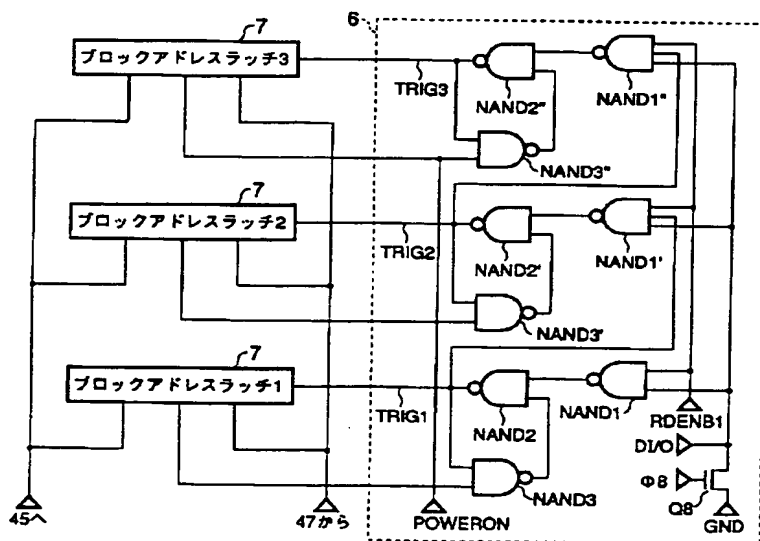 7
6
ブロックアドレスラッチ3
TRIG3
NAND2"
NAND1"
NAND3"
7
ブロックアドレスラッチ2
TRIG2
NAND2'
NAND1'
NAND3'
7
ブロックアドレスラッチ1
TRIG1
NAND2
NAND1
RDENB1
NAND3
DI/O
Φ8
Q8
45へ
47から
POWERON
GND